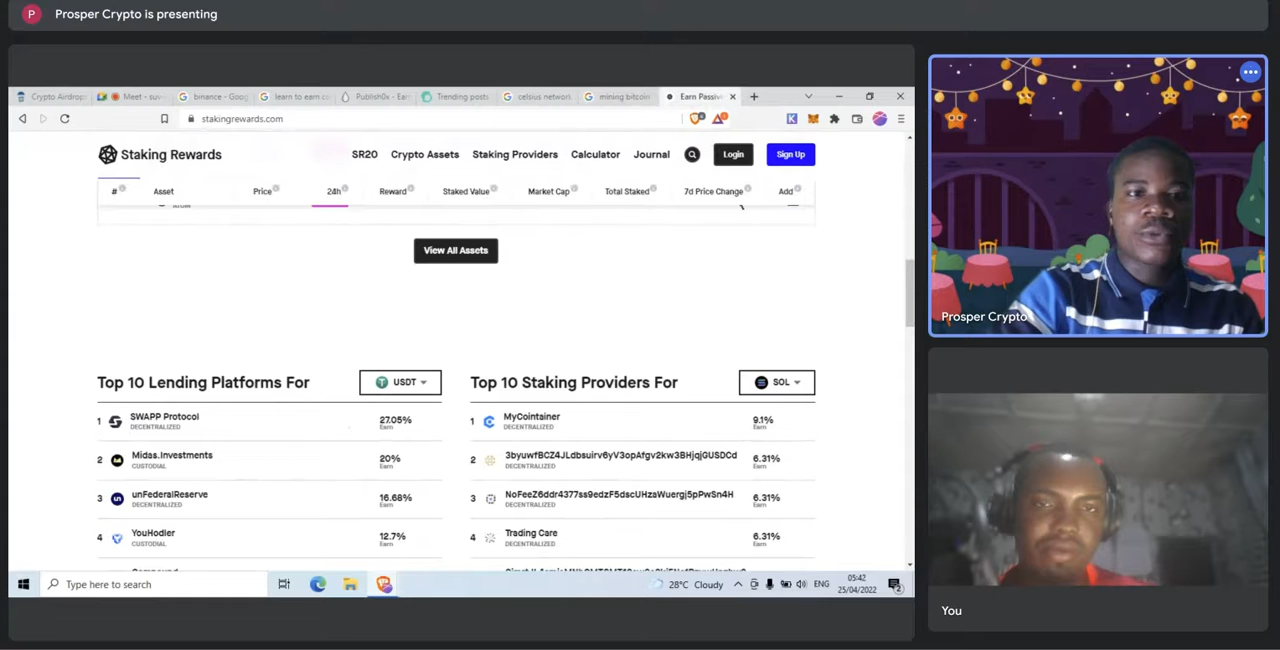 P Prosper Crypto is presenting
Crypto Airdrop
Meet - suv
binance - Goog
learn to earn cr
Publish0x - Ear
Trending posts
celsius network
mining bitcoin
Earn Passive
stakingrewards.com
Staking Rewards
SR20 Crypto Assets Staking Providers Calculator Journal Login Sign Up
# Asset Price 24h Reward Staked Value Market Cap Total Staked 7d Price Change Add
View All Assets
Top 10 Lending Platforms For USDT
1 SWAPP Protocol 27.05%
DECENTRALIZED Earn
2 Midas.Investments 20%
CUSTODIAL Earn
3 unFederalReserve 16.68%
DECENTRALIZED Earn
4 YouHodler 12.7%
CUSTODIAL Earn
Top 10 Staking Providers For SOL
1 MyCointainer 9.1%
DECENTRALIZED Earn
2 3byuwfBCZ4JLdbsuirv6yV3opAfgv2kw3BHjqjGUSDCd 6.31%
DECENTRALIZED Earn
3 NoFeeZ6ddr4377ss9edzF5dscUHzaWuergj5pPwSn4H 6.31%
DECENTRALIZED Earn
4 Trading Care 6.31%
DECENTRALIZED Earn
Type here to search
28°C Cloudy
ENG
05:42
25/04/2022
2
Prosper Crypto
You